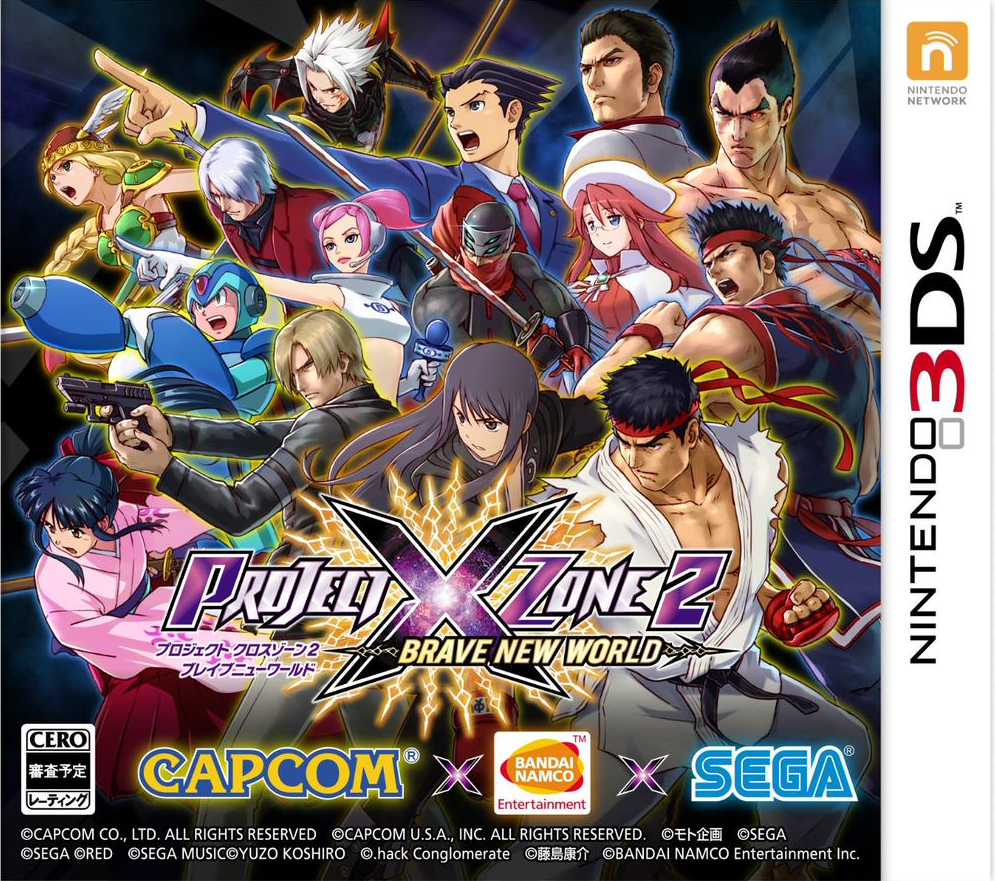 NINTENDO
NETWORK
NINTENDO 3DS™
PROJECT X ZONE 2
BRAVE NEW WORLD
プロジェクト クロスゾーン2
ブレイブニューワールド
CERO
審査予定
レーティング
CAPCOM® X BANDAI NAMCO Entertainment™ X SEGA®
©CAPCOM CO., LTD. ALL RIGHTS RESERVED ©CAPCOM U.S.A., INC. ALL RIGHTS RESERVED. ©モト企画 ©SEGA
©SEGA ©RED ©SEGA MUSIC©YUZO KOSHIRO ©.hack Conglomerate ©藤島康介 ©BANDAI NAMCO Entertainment Inc.